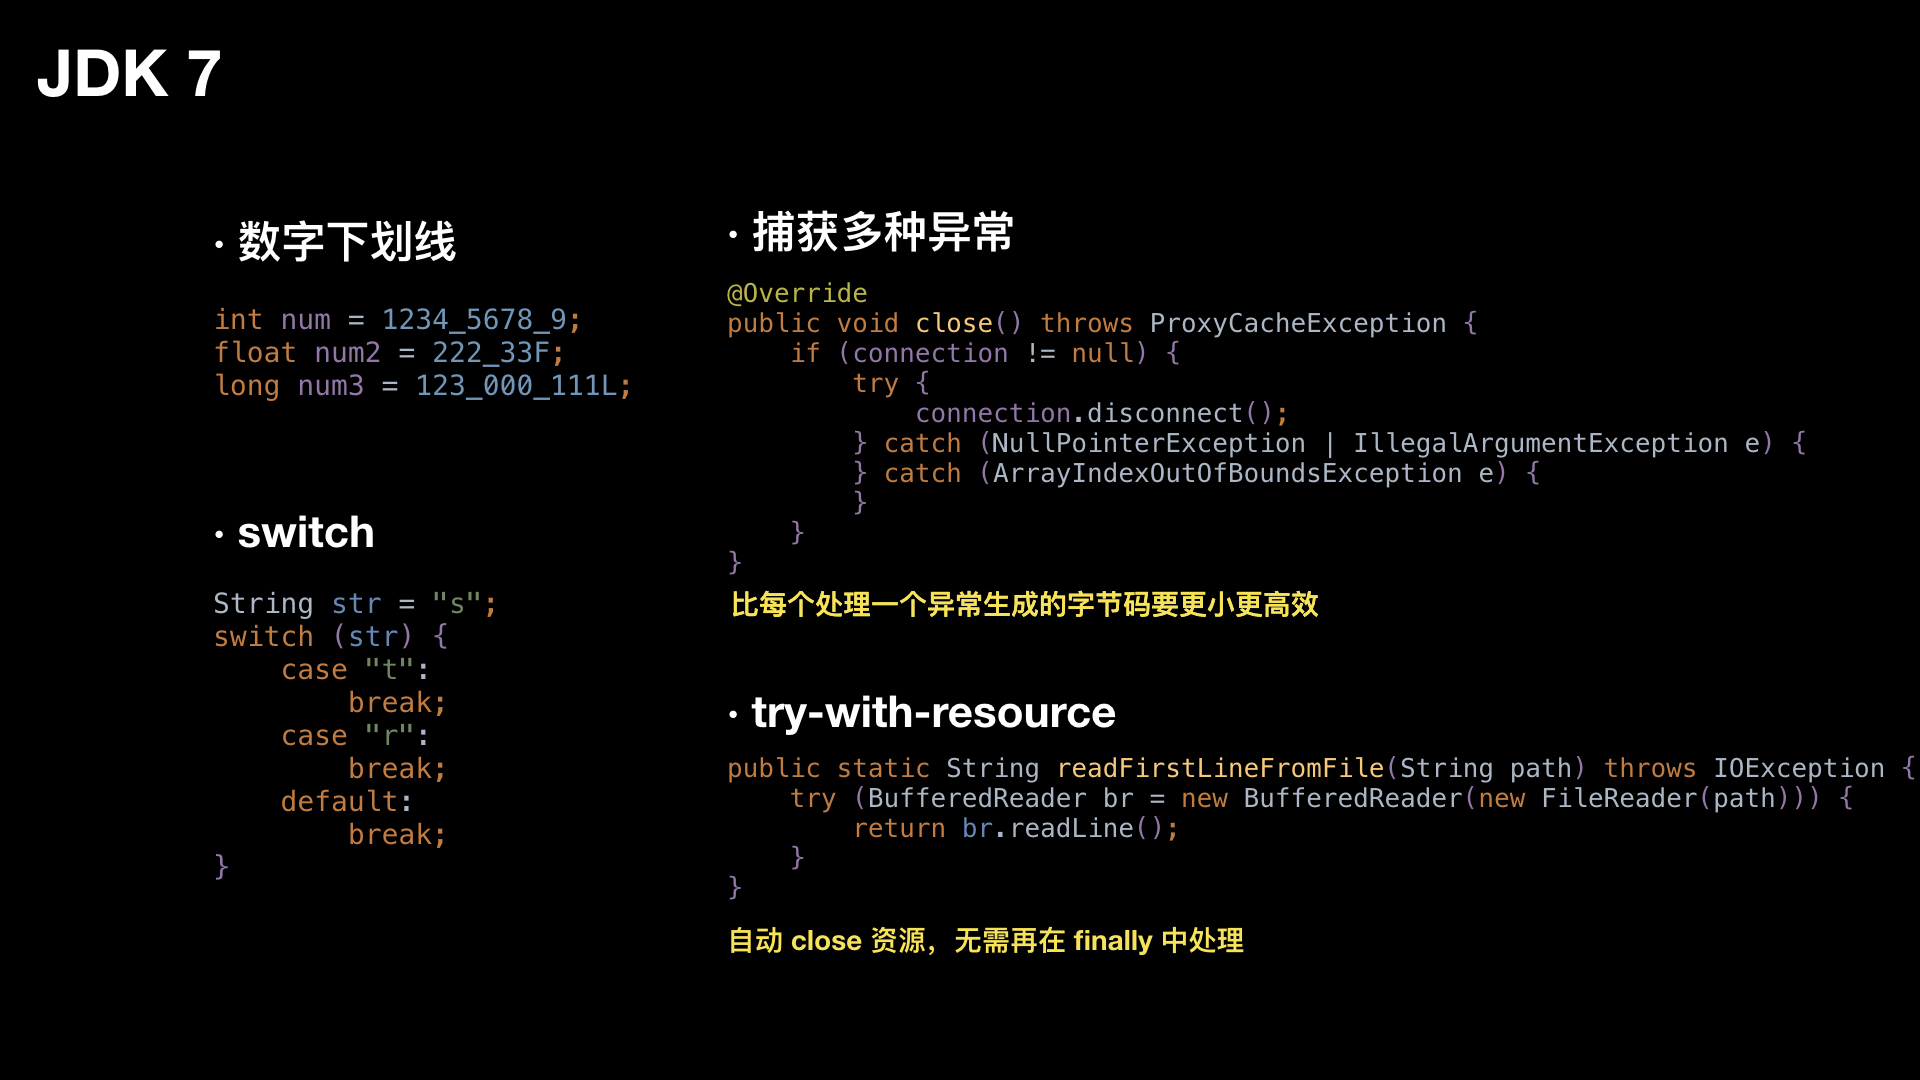 JDK 7
· 数字下划线
int num = 1234_5678_9;
float num2 = 222_33F;
long num3 = 123_000_111L;
· switch
String str = "s";
switch (str) {
    case "t":
        break;
    case "r":
        break;
    default:
        break;
}
· 捕获多种异常
@Override
public void close() throws ProxyCacheException {
    if (connection != null) {
        try {
            connection.disconnect();
        } catch (NullPointerException | IllegalArgumentException e) {
        } catch (ArrayIndexOutOfBoundsException e) {
        }
    }
}
比每个处理一个异常生成的字节码要更小更高效
· try-with-resource
public static String readFirstLineFromFile(String path) throws IOException {
    try (BufferedReader br = new BufferedReader(new FileReader(path))) {
        return br.readLine();
    }
}
自动 close 资源，无需再在 finally 中处理